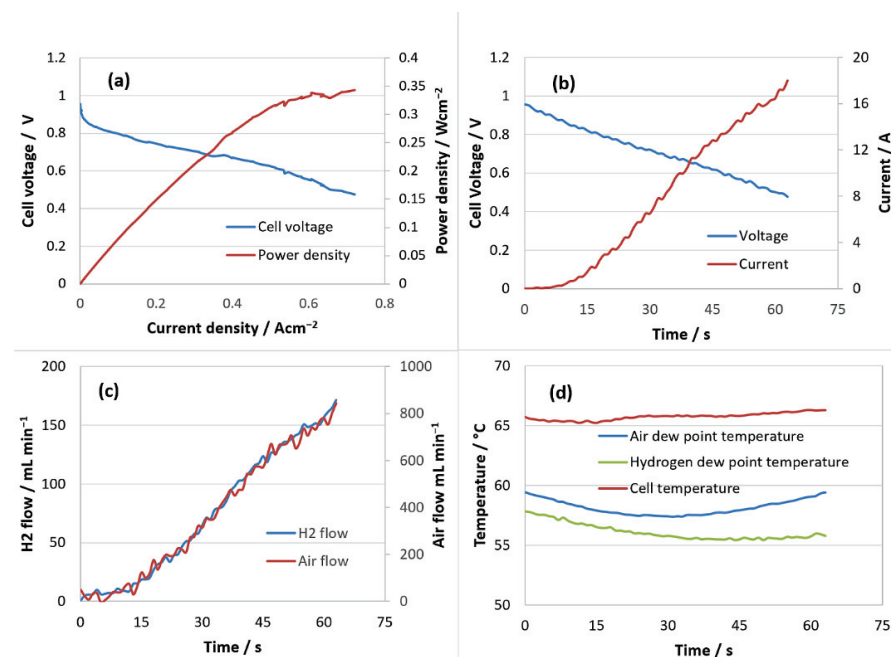 (a)
1.2
1
0.8
0.6
0.4
0.2
0
Cell voltage / V
0.4
0.35
0.3
0.25
0.2
0.15
0.1
0.05
0
Power density / Wcm⁻²
Cell voltage
Power density
0 0.2 0.4 0.6 0.8
Current density / Acm⁻²
(b)
1.2
1
0.8
0.6
0.4
0.2
0
Cell Voltage / V
20
16
12
8
4
0
Current / A
Voltage
Current
0 15 30 45 60 75
Time / s
(c)
200
150
100
50
0
H2 flow / mL min⁻¹
1000
800
600
400
200
0
Air flow mL min⁻¹
H2 flow
Air flow
0 15 30 45 60 75
Time / s
(d)
70
65
60
55
50
Temperature / °C
Air dew point temperature
Hydrogen dew point temperature
Cell temperature
0 15 30 45 60 75
Time / s